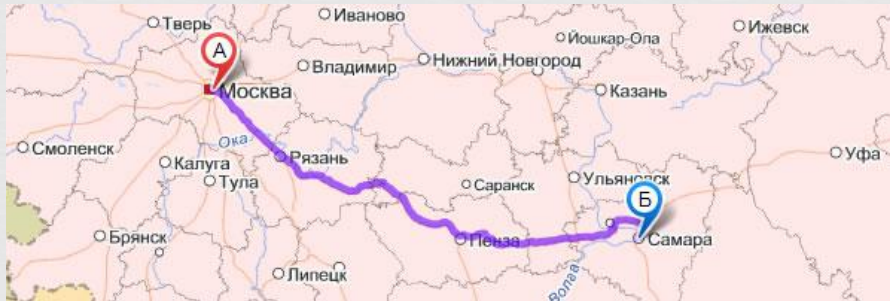 Тверь
Иваново
Ижевск
Йошкар-Ола
А
Владимир
Нижний Новгород
Москва
Казань
Ока
Смоленск
Рязань
Уфа
Калуга
Тула
Саранск
Ульяновск
Б
Брянск
Пенза
Самара
Липецк
Волга